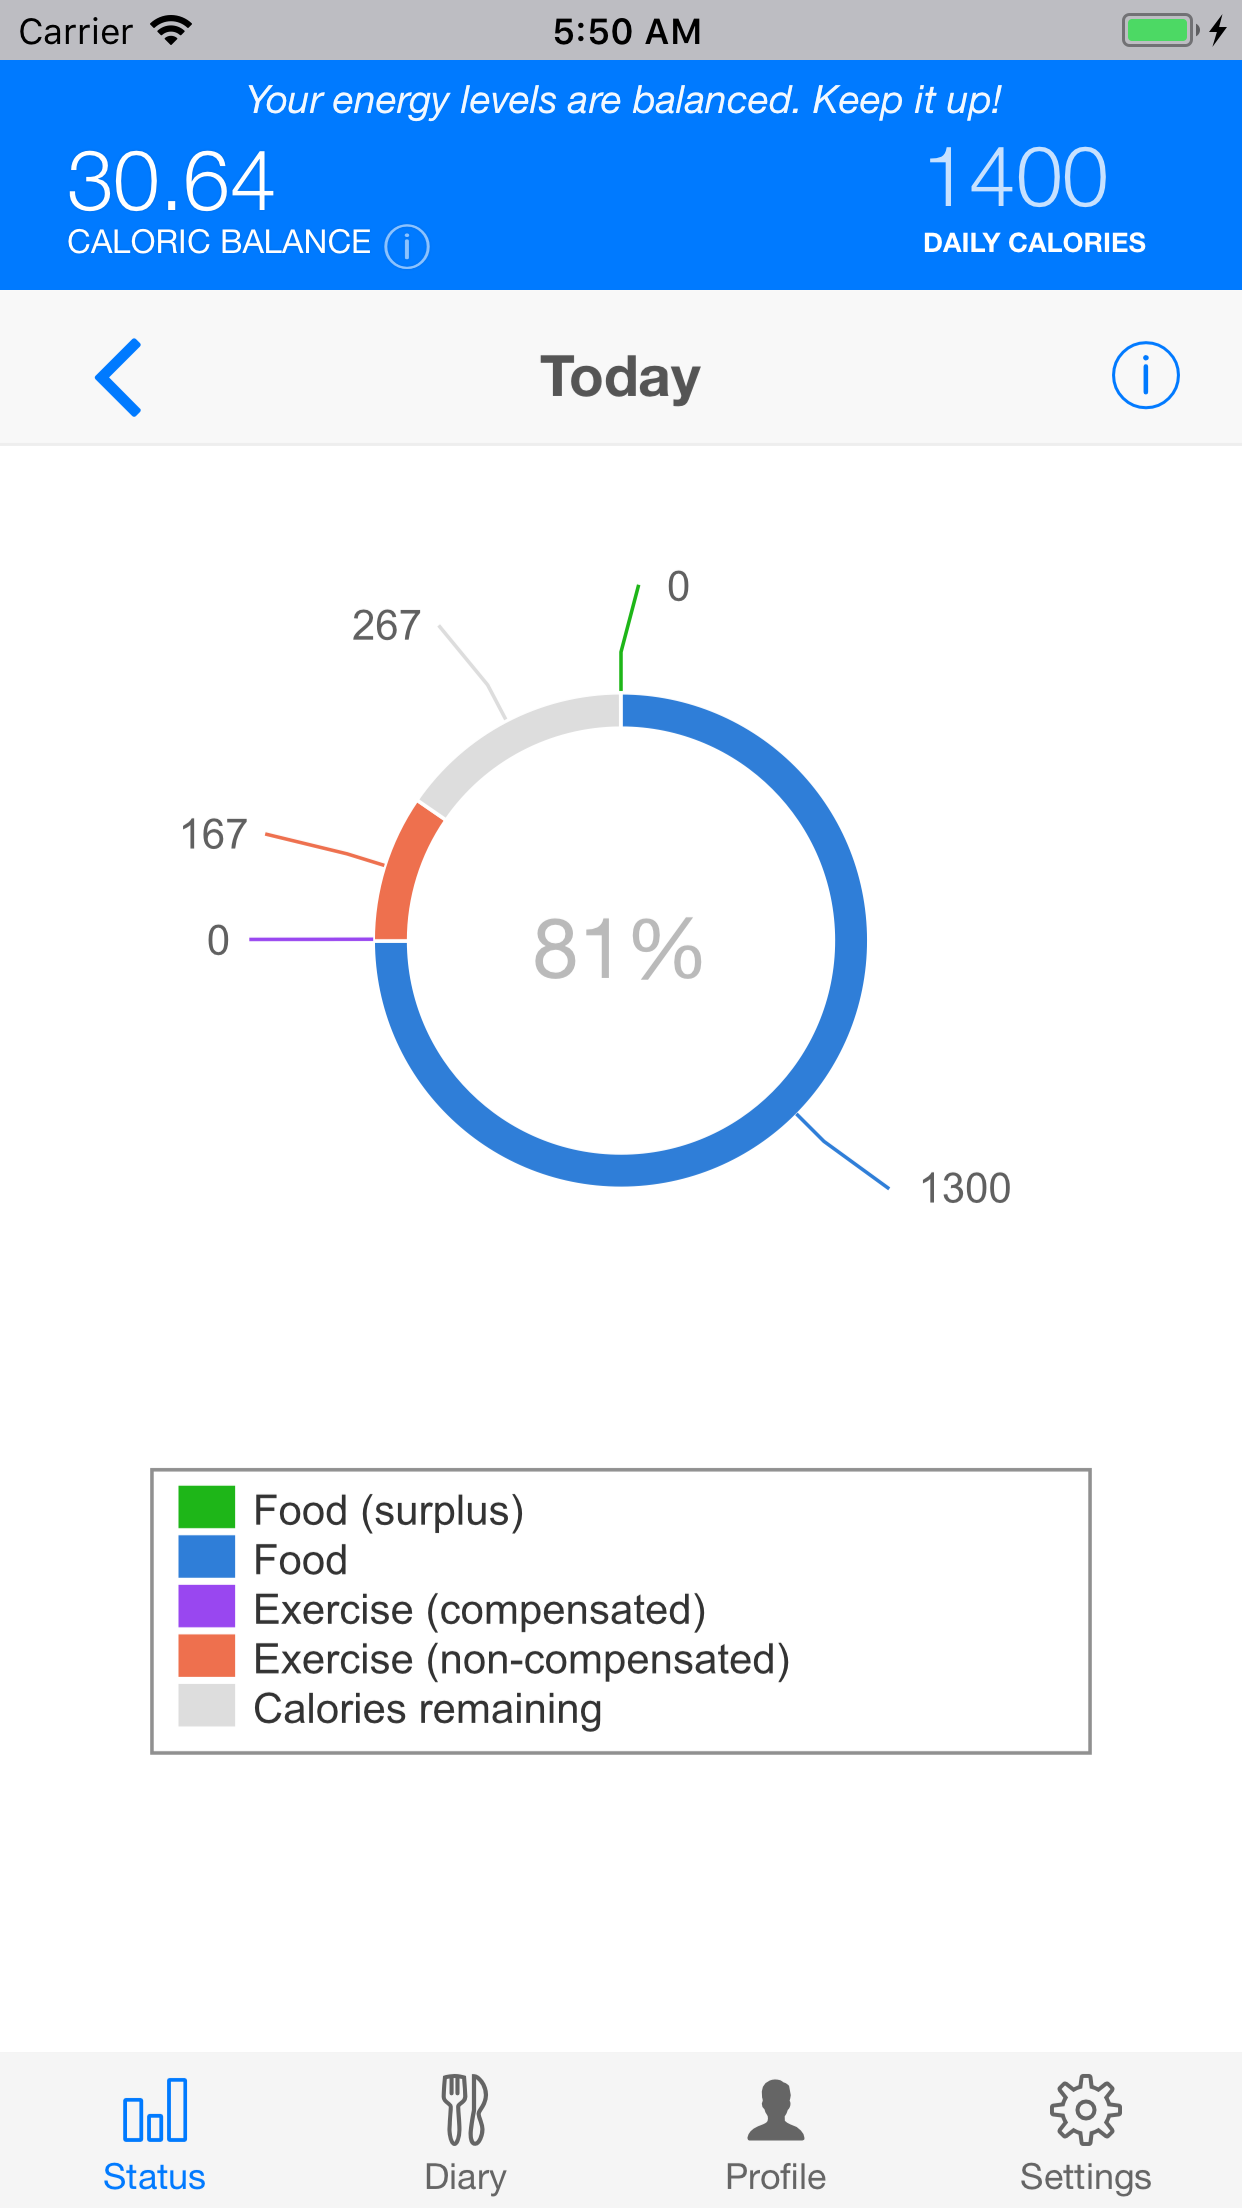 Carrier 5:50 AM
Your energy levels are balanced. Keep it up!
30.64 1400
CALORIC BALANCE i DAILY CALORIES
Today i
0
267
167
0
81%
1300
Food (surplus)
Food
Exercise (compensated)
Exercise (non-compensated)
Calories remaining
Status Diary Profile Settings